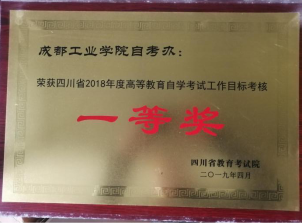 成都工业学院自考办：
荣获四川省2018年度高等教育自学考试工作目标考核
一等奖
四川省教育考试院
二〇一九年四月